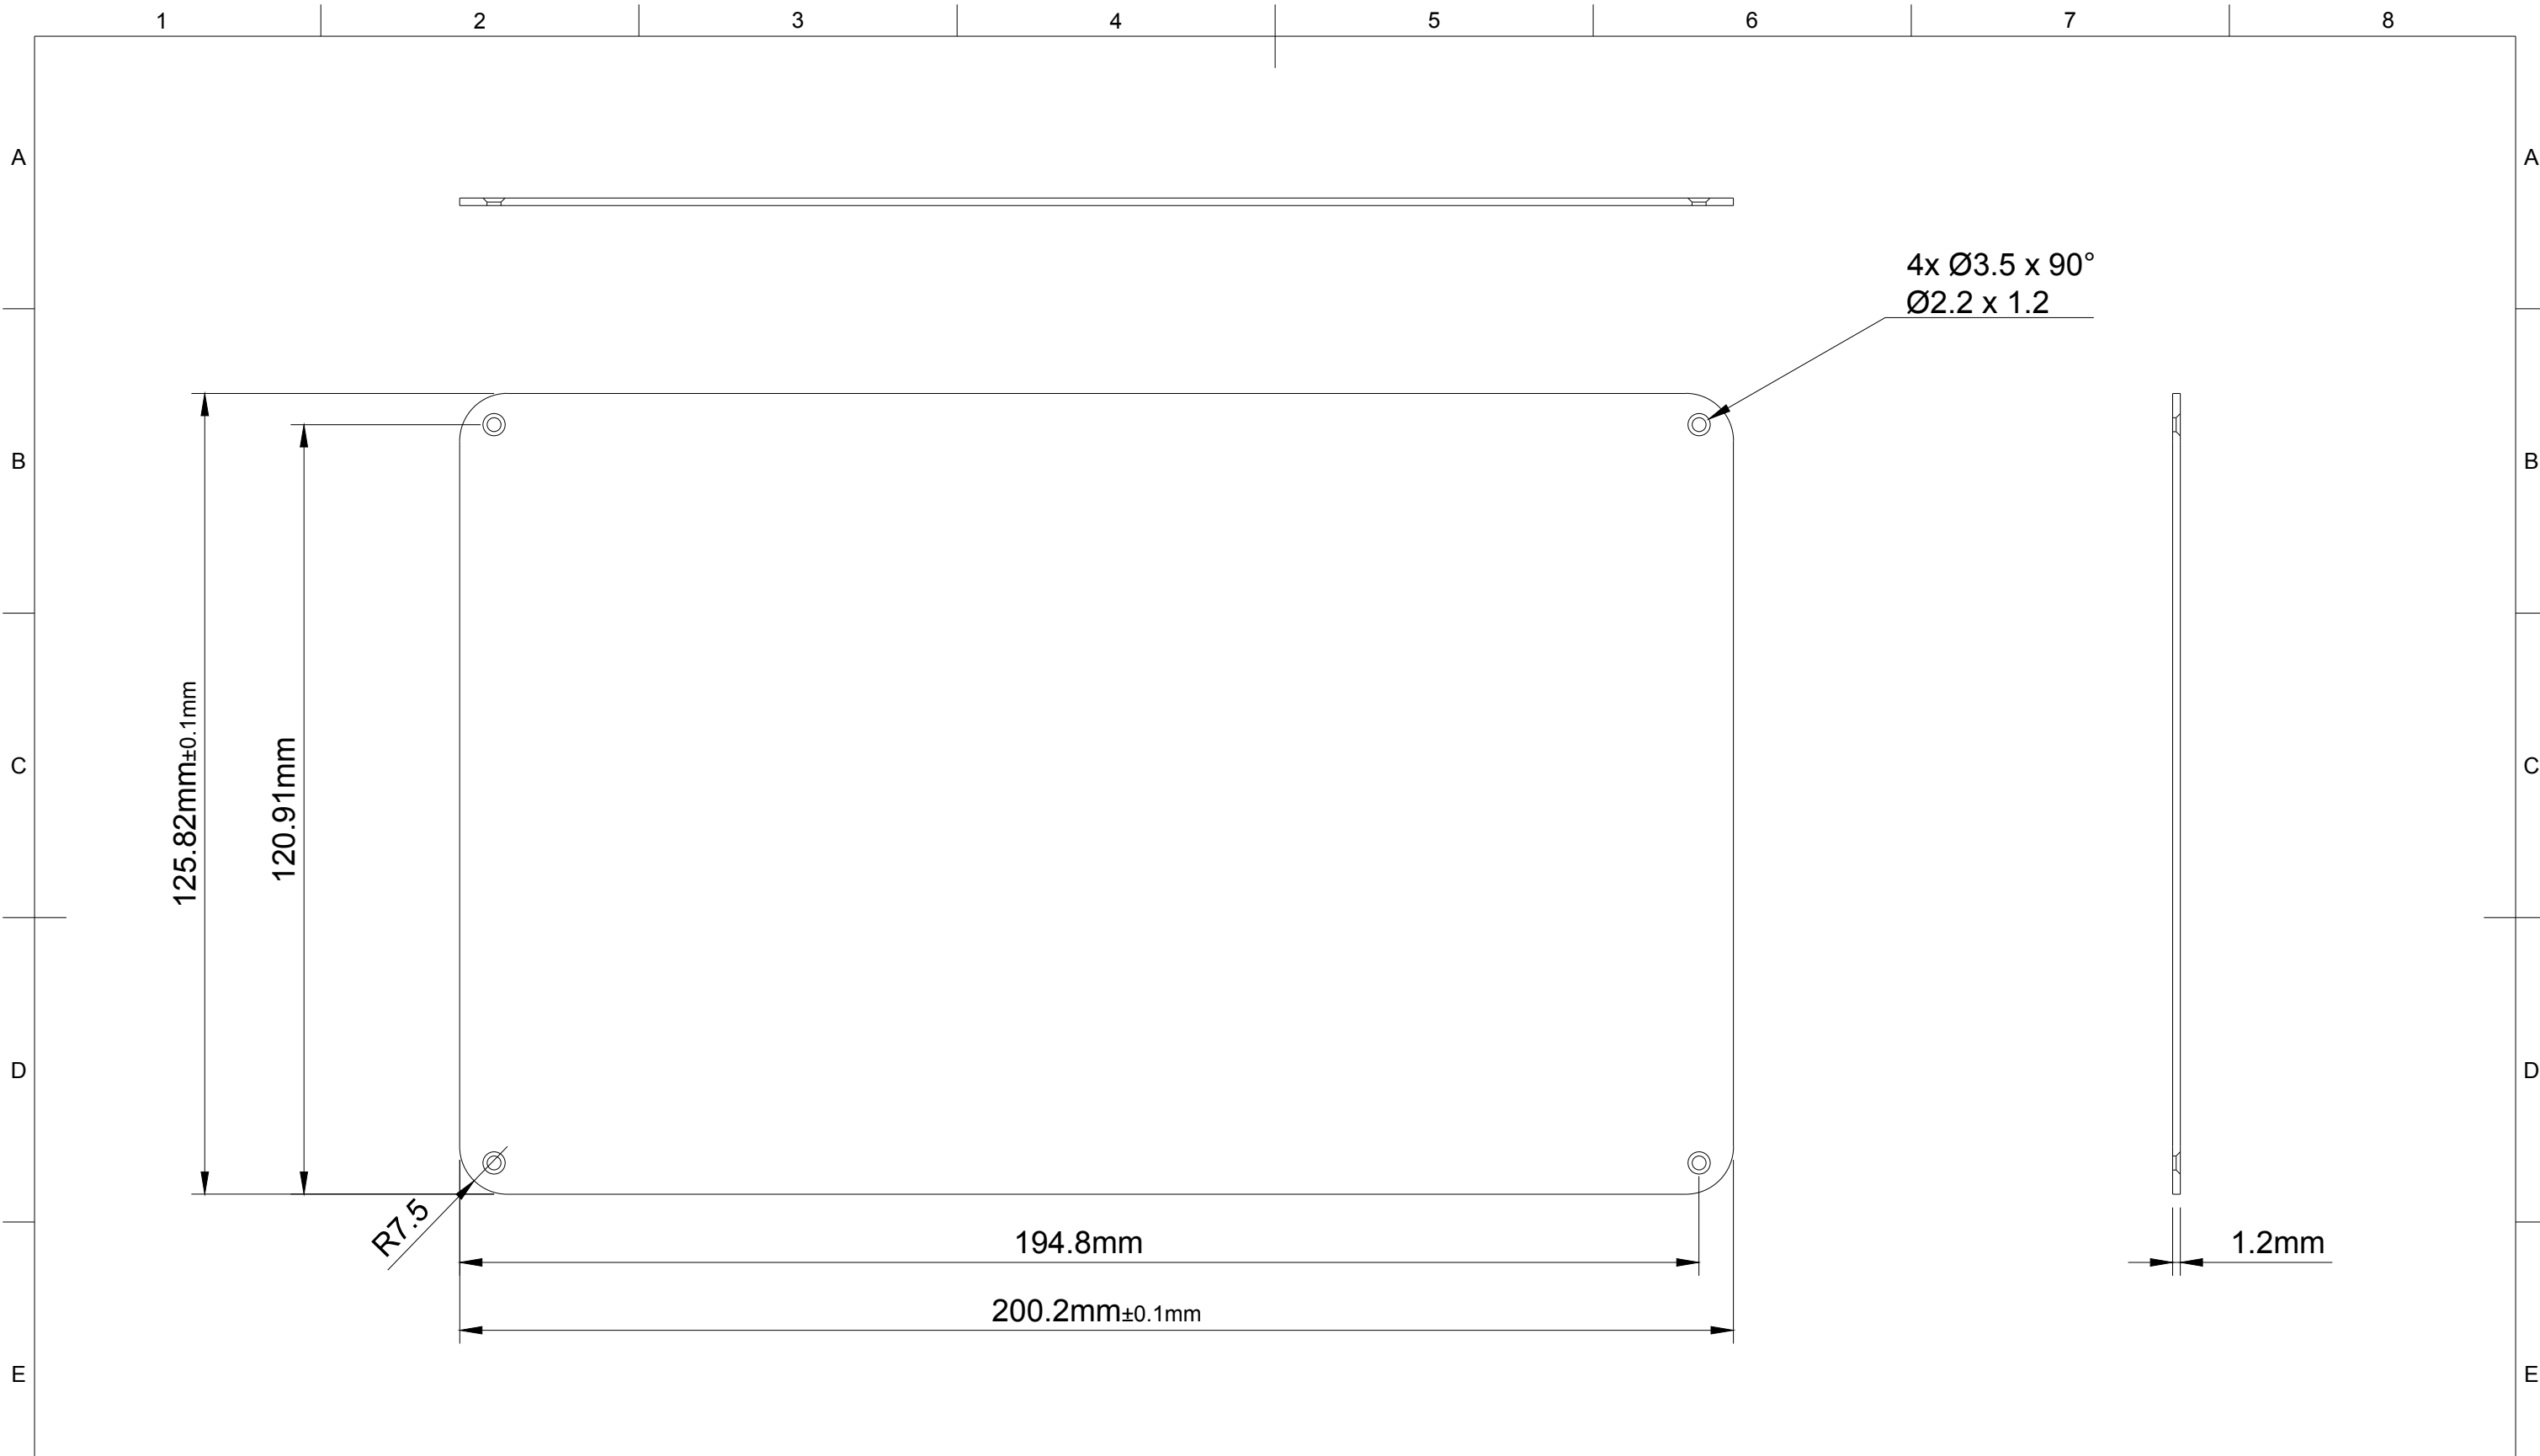 1 2 3 4 5 6 7 8
A A
4x Ø3.5 x 90°
Ø2.2 x 1.2
B B
125.82mm±0.1mm
120.91mm
C C
D D
R7.5
194.8mm
1.2mm
200.2mm±0.1mm
E E